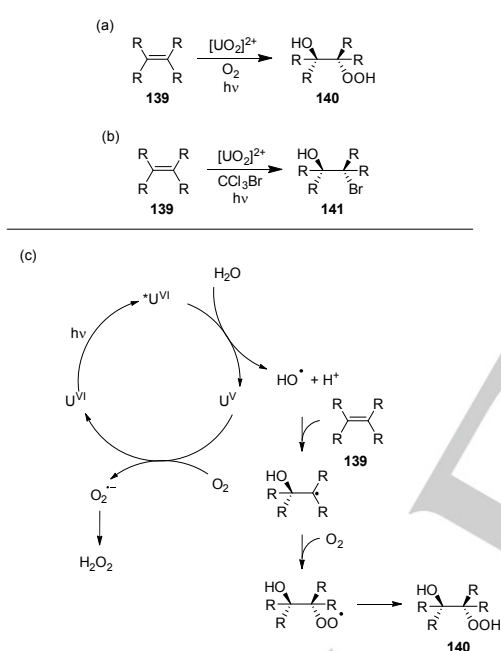 (a)
R R
R R
139
[UO₂]²⁺
O₂
hν
HO R
R R
R OOH
140
(b)
R R
R R
139
[UO₂]²⁺
CCl₃Br
hν
HO R
R R
R Br
141
(c)
H₂O
*Uⱽᴵ
hν
HO• + H⁺
Uⱽᴵ
Uⱽ
R R
R R
139
O₂•⁻
O₂
HO R
R •
R R
H₂O₂
O₂
HO R
R R
R OO•
HO R
R R
R OOH
140